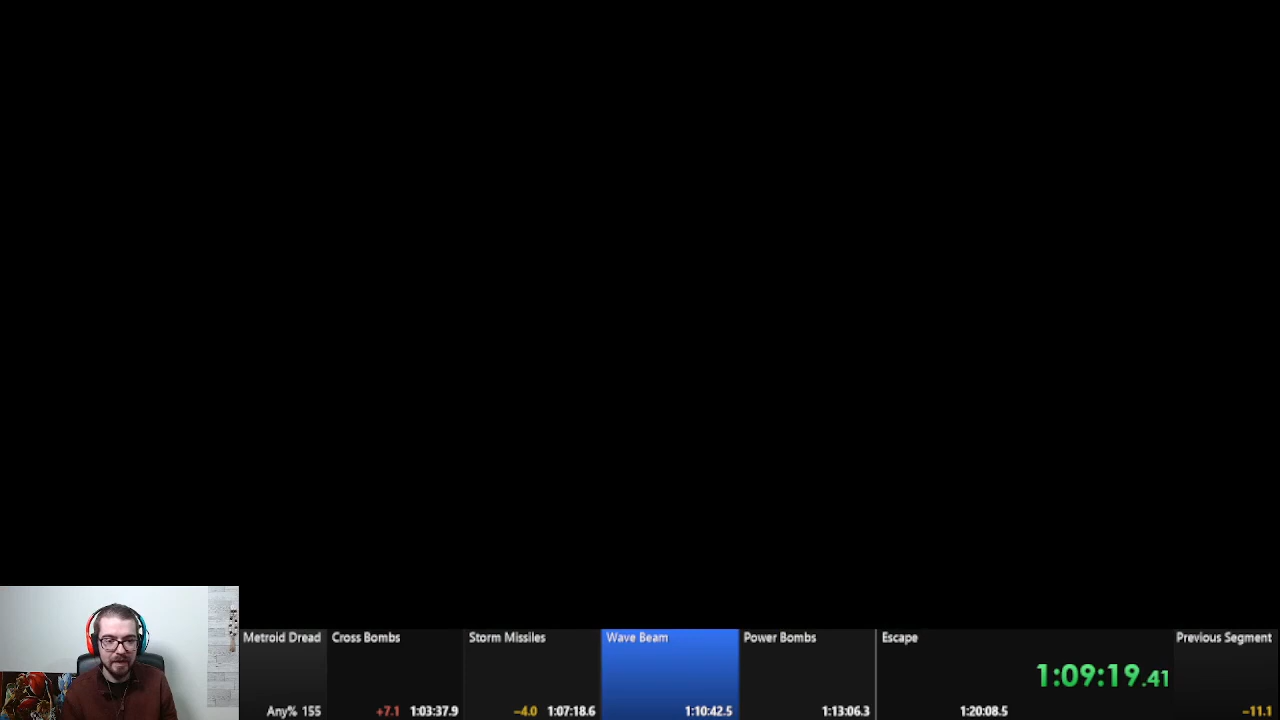 Metroid Dread
Any% 155
Cross Bombs
+7.1 1:03:37.9
Storm Missiles
−4.0 1:07:18.6
Wave Beam
1:10:42.5
Power Bombs
1:13:06.3
Escape
1:20:08.5
1:09:19.41
Previous Segment
−11.1